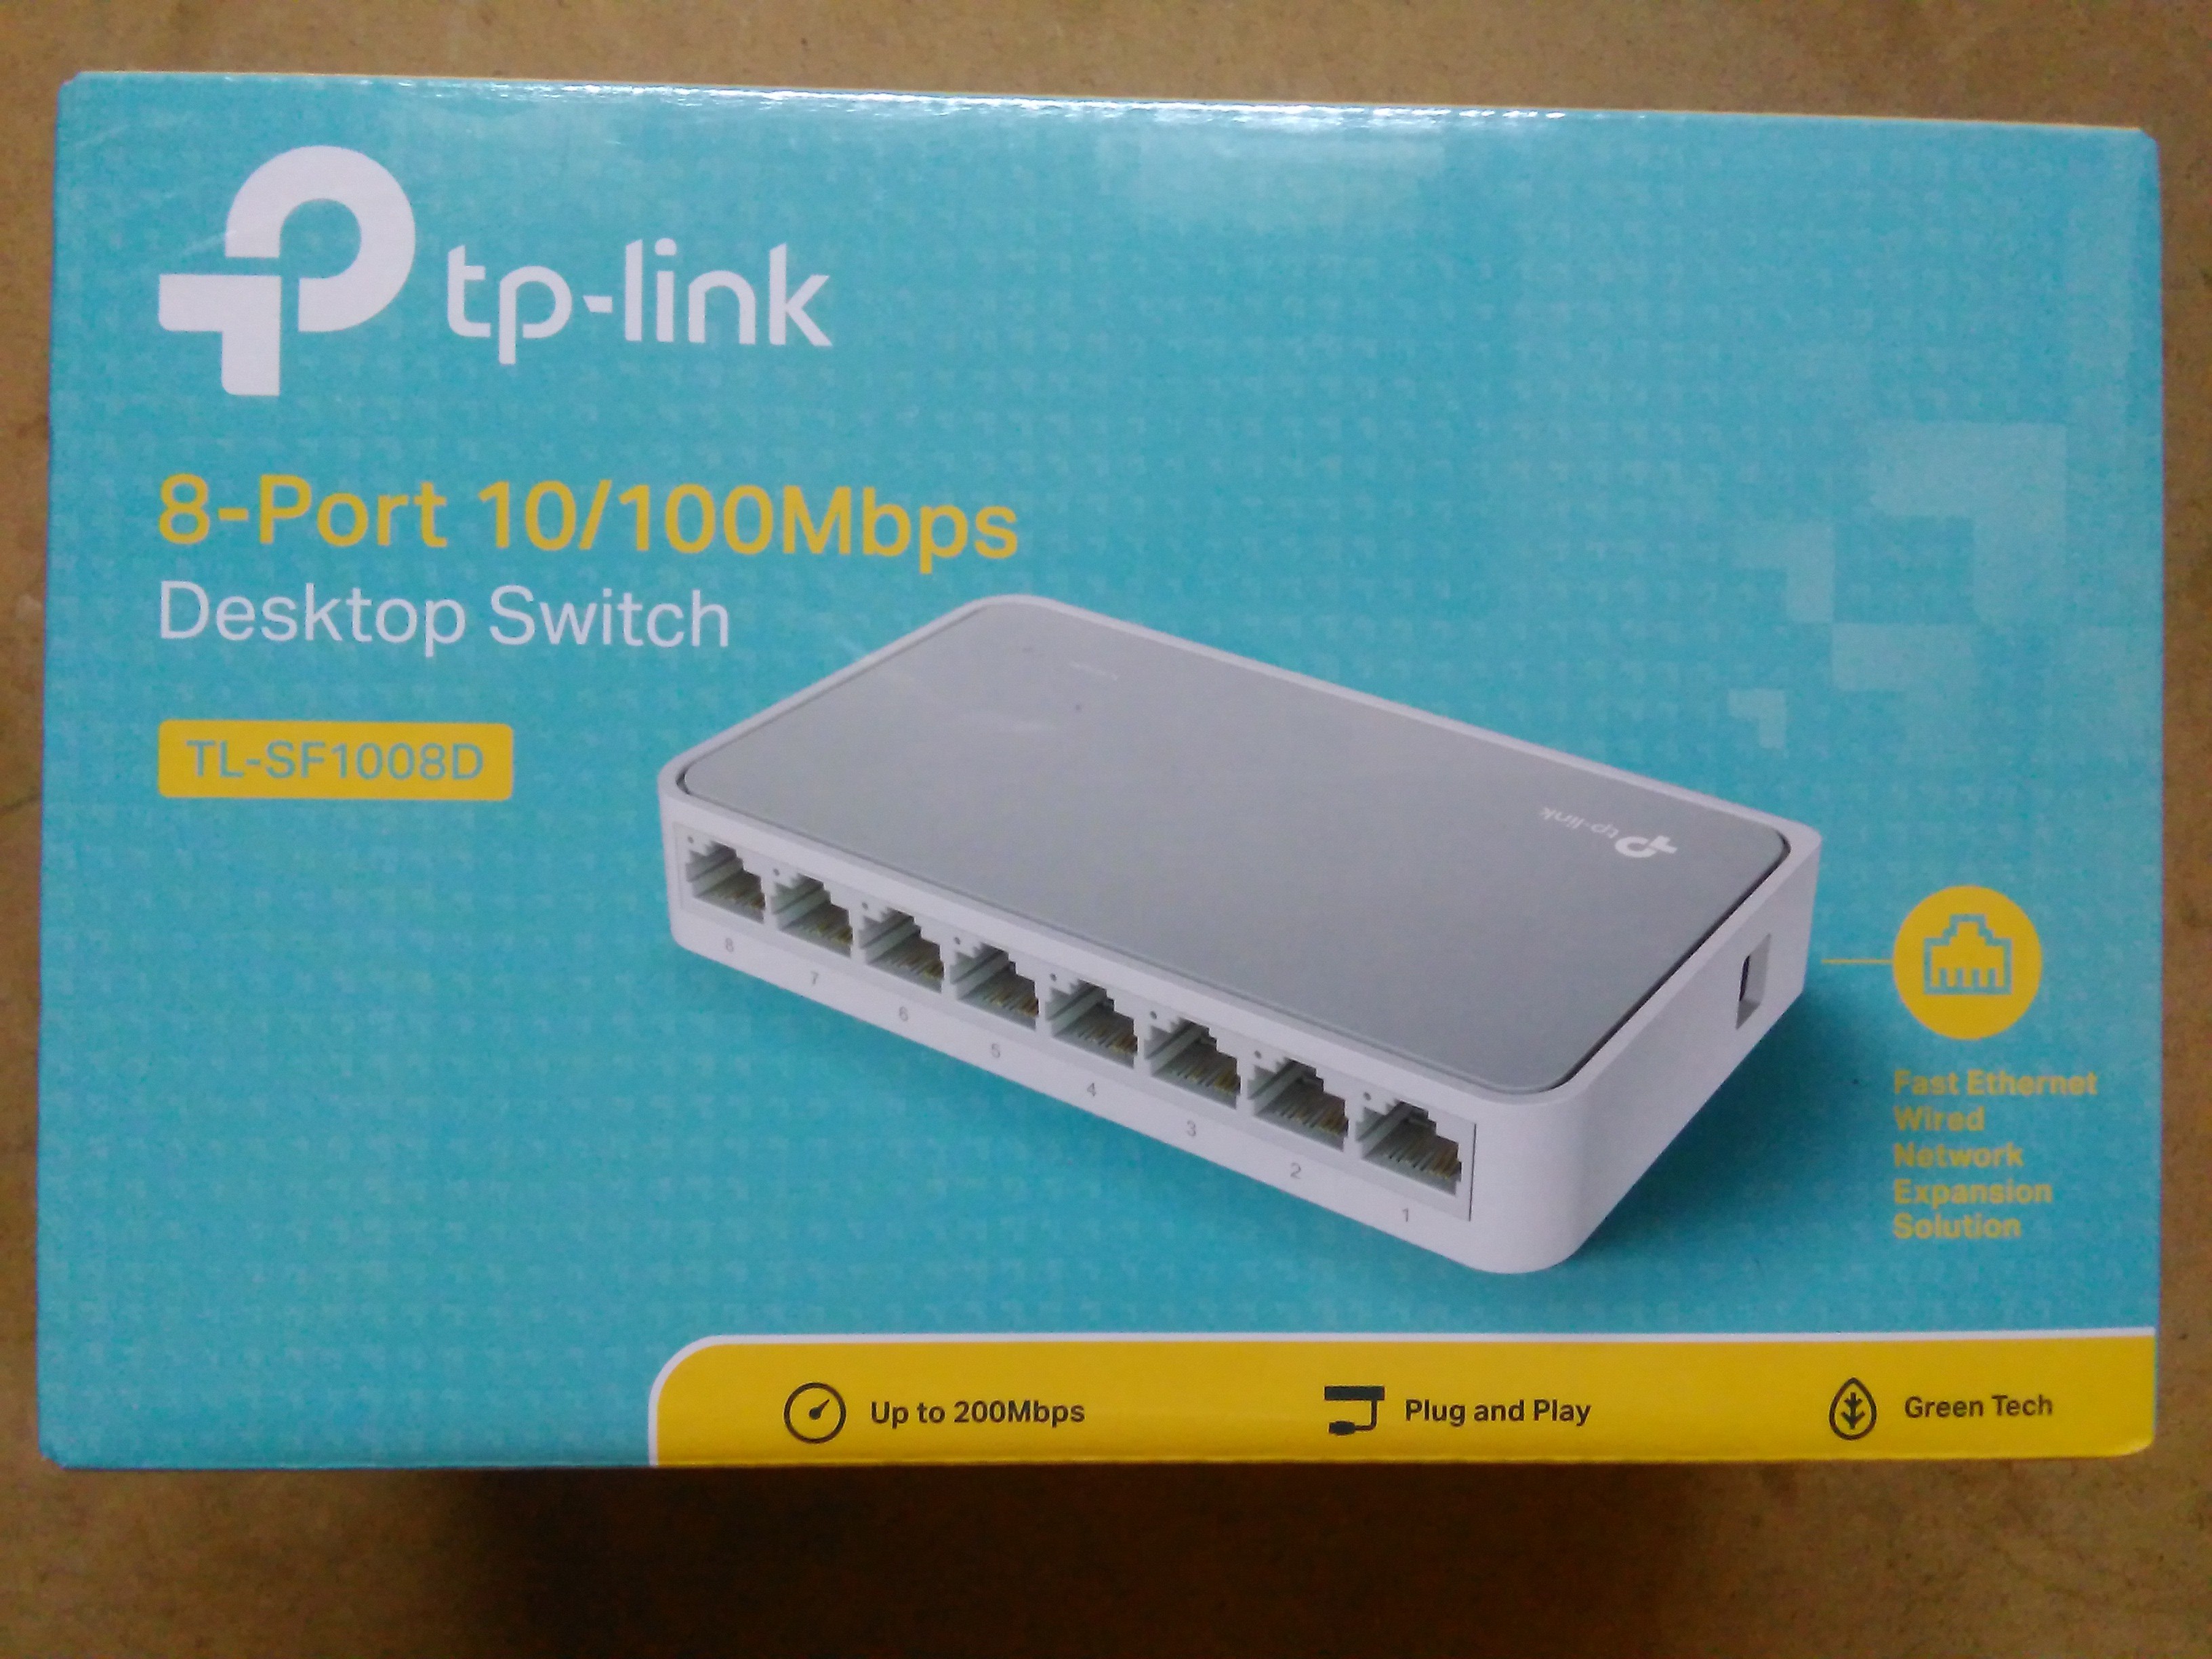 tp-link
8-Port 10/100Mbps
Desktop Switch
TL-SF1008D
tp-link
8
7
6
5
4
3
2
1
Fast Ethernet
Wired
Network
Expansion
Solution
Up to 200Mbps
Plug and Play
Green Tech